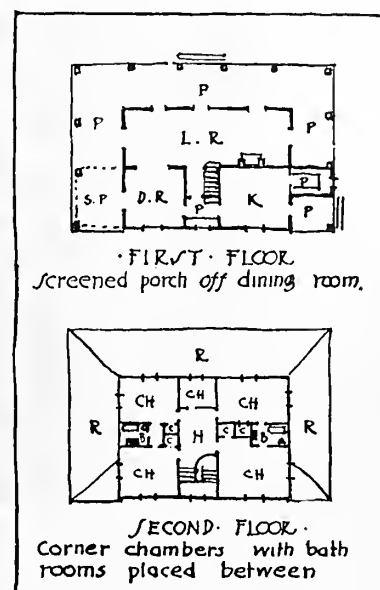 P
P
L.R
P
S.P
D.R
P
K
P
P
· FIRST · FLOOR
screened porch off dining room.
R
CH
CH
CH
R
B
C
C
H
C
C
B
R
CH
CH
SECOND · FLOOR ·
Corner chambers with bath
rooms placed between